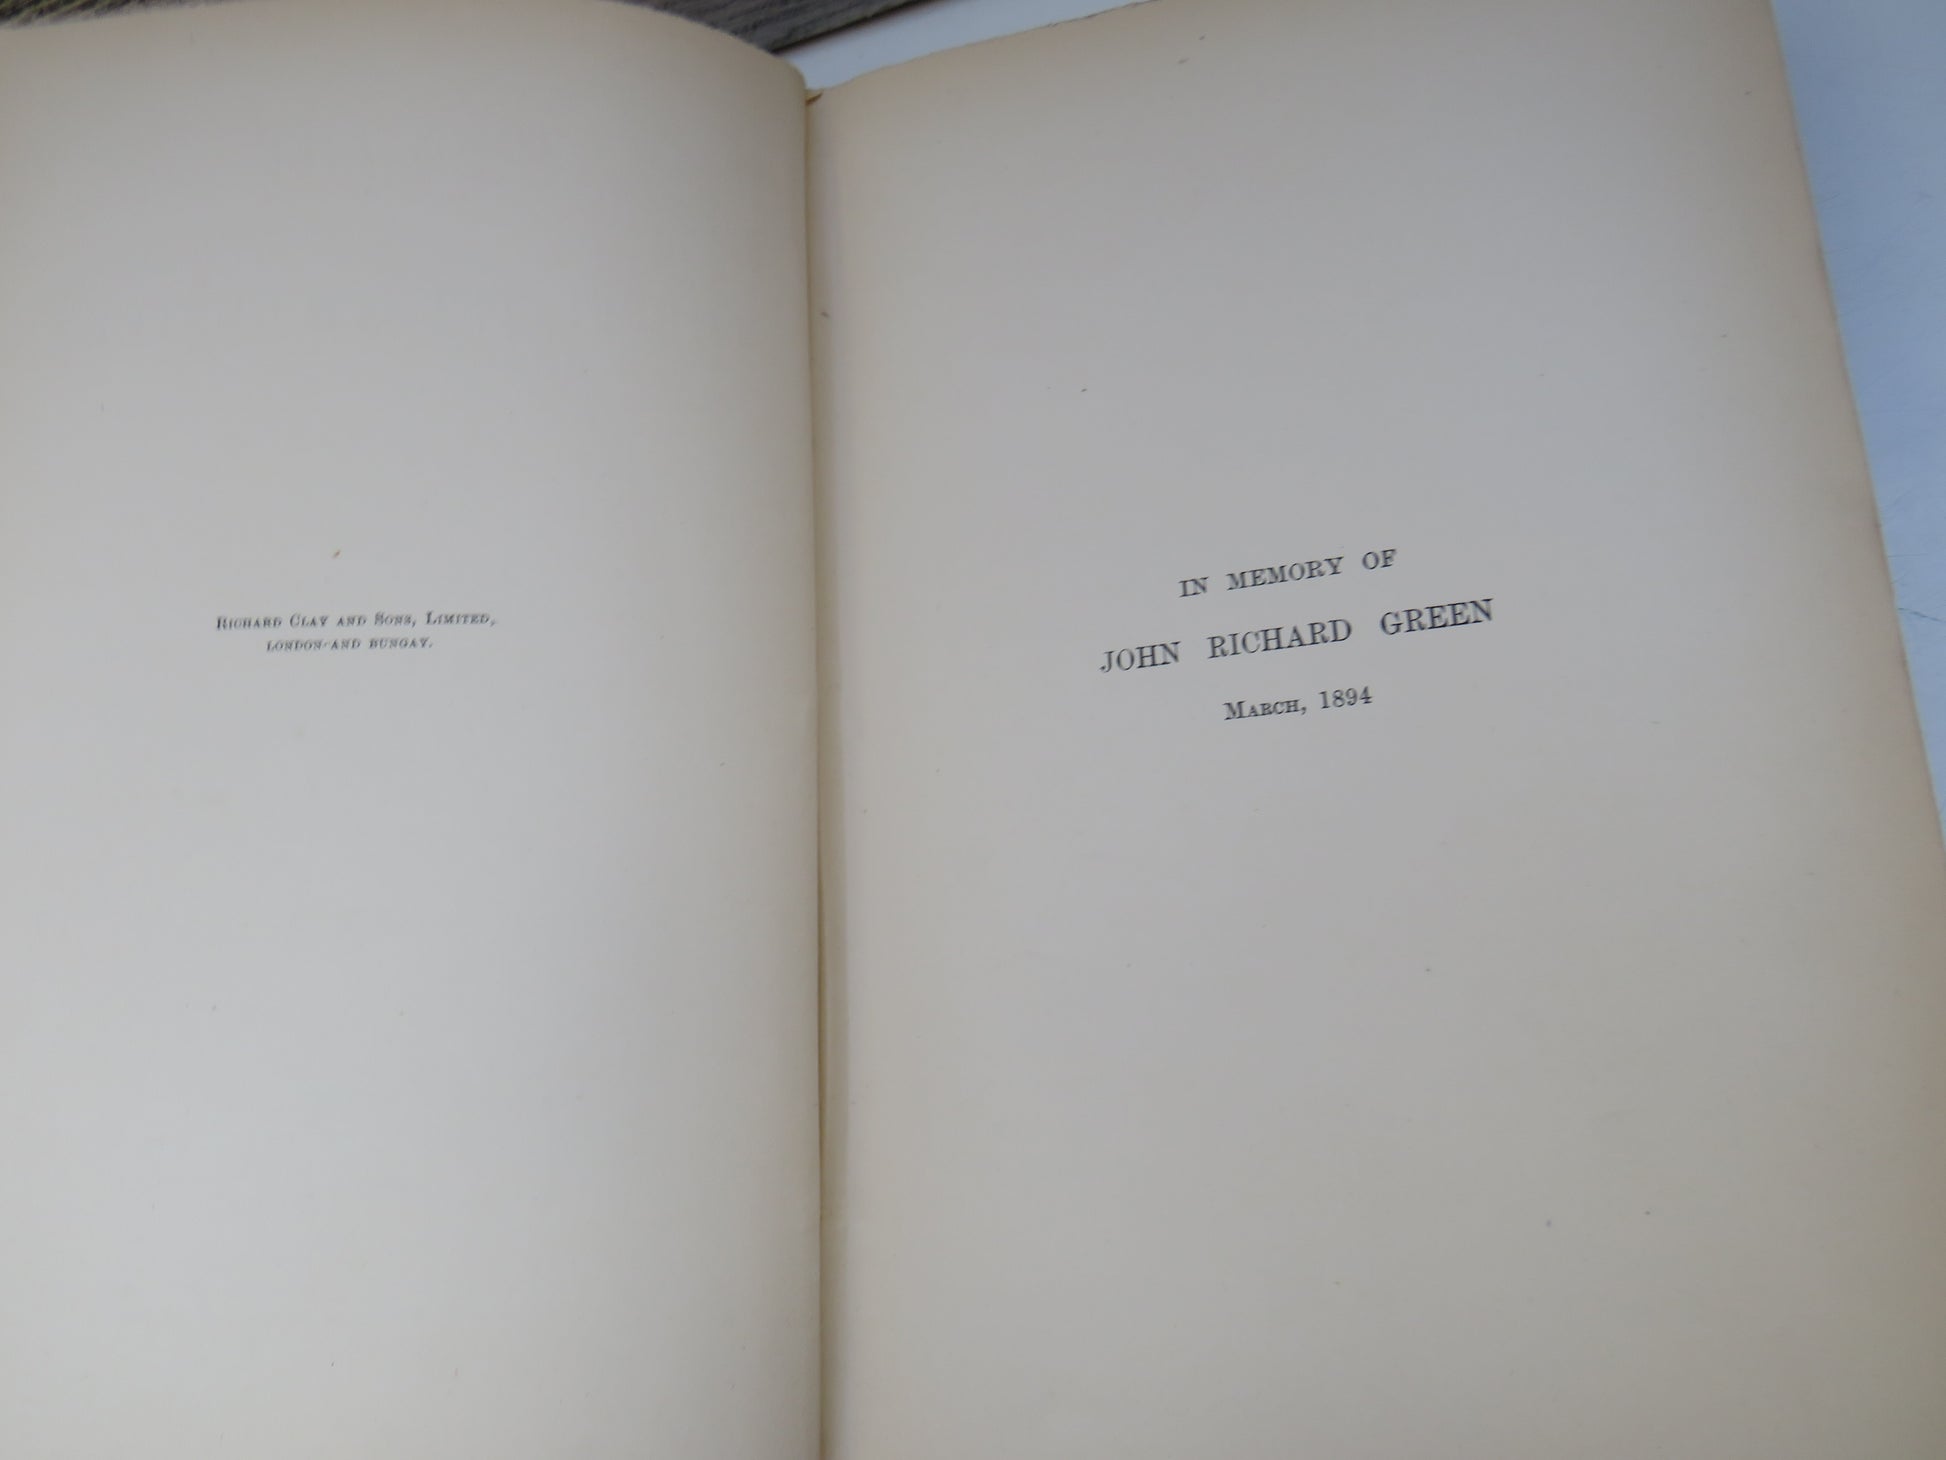 Richard Clay and Sons, Limited,
LONDON AND BUNGAY.
IN MEMORY OF
JOHN RICHARD GREEN
March, 1894